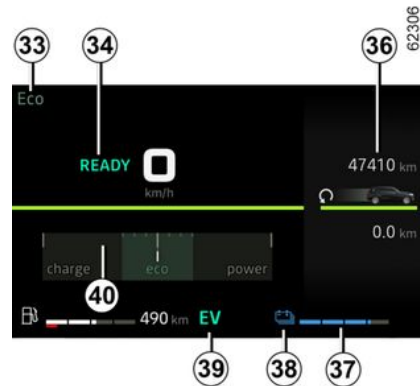 33
34
36
62306
Eco
READY 0
km/h
47410 km
0.0 km
charge eco power
40
490 km EV
39
38
37